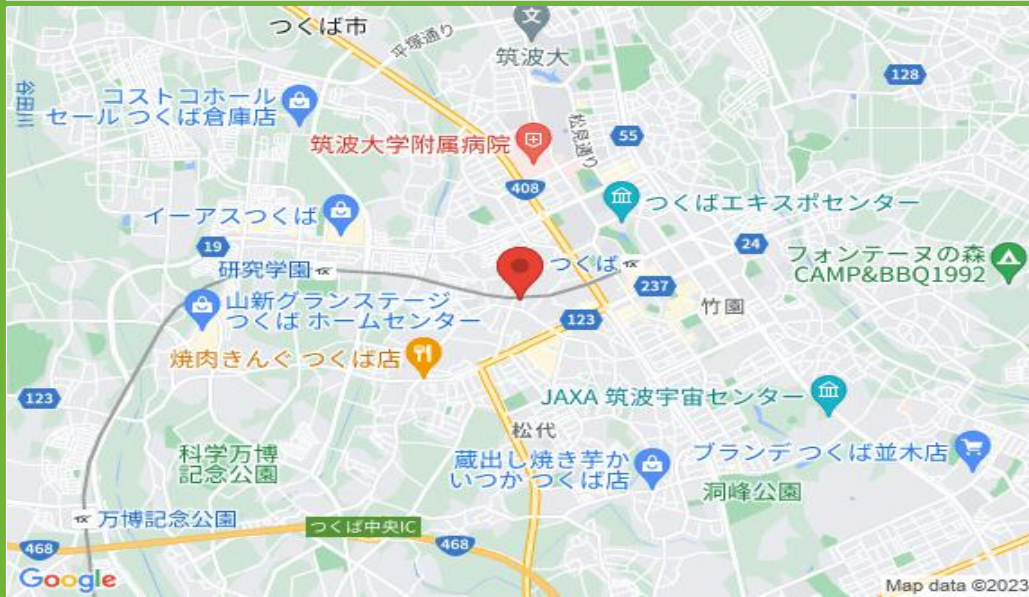 つくば市
平塚通り
文
筑波大
谷田川
コストコホール
セール つくば倉庫店
128
筑波大学附属病院
松見通り
55
408
つくばエキスポセンター
イーアスつくば
19
研究学園
つくば
24
フォンテーヌの森
CAMP&BBQ1992
237
竹園
山新グランステージ
つくば ホームセンター
123
焼肉きんぐ つくば店
123
JAXA 筑波宇宙センター
松代
科学万博
記念公園
蔵出し焼き芋か
いつか つくば店
ブランデ つくば並木店
洞峰公園
万博記念公園
つくば中央IC
468
468
Google
Map data ©2023